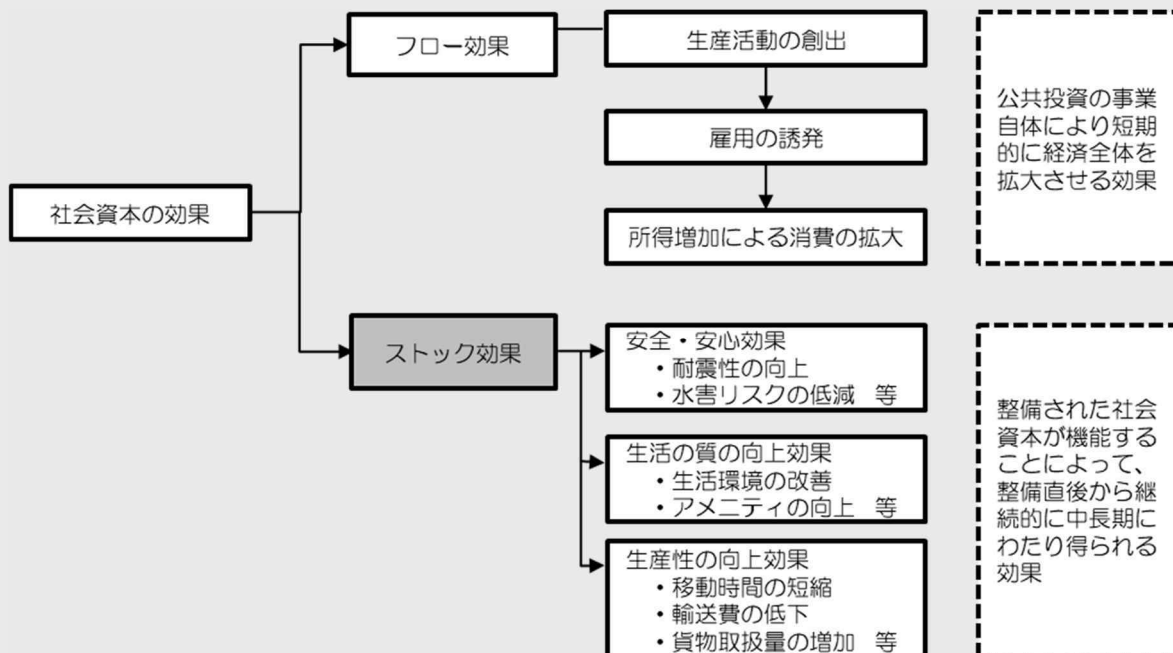 フロー効果
生産活動の創出
雇用の誘発
所得増加による消費の拡大
公共投資の事業
自体により短期
的に経済全体を
拡大させる効果
社会資本の効果
ストック効果
安全・安心効果
・耐震性の向上
・水害リスクの低減　等
生活の質の向上効果
・生活環境の改善
・アメニティの向上　等
生産性の向上効果
・移動時間の短縮
・輸送費の低下
・貨物取扱量の増加　等
整備された社会
資本が機能する
ことによって、
整備直後から継
続的に中長期に
わたり得られる
効果